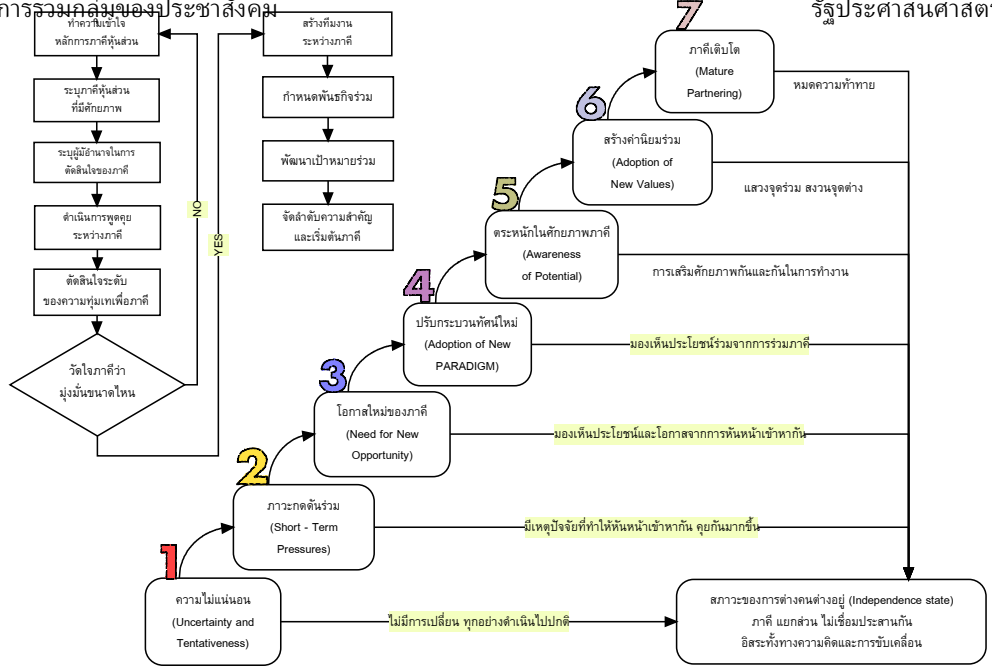 การรวมกลุ่มของประชาสังคม
รัฐประศาสนศาสตร
ทำความเข้าใจ
หลักการภาคีหุ้นส่วน
ระบุภาคีหุ้นส่วน
ที่มีศักยภาพ
ระบุผู้มีอำนาจในการ
ตัดสินใจของภาคี
ดำเนินการพูดคุย
ระหว่างภาคี
ตัดสินใจระดับ
ของความทุ่มเทเพื่อภาคี
วัดใจภาคีว่า
มุ่งมั่นขนาดไหน
NO
YES
สร้างทีมงาน
ระหว่างภาคี
กำหนดพันธกิจร่วม
พัฒนาเป้าหมายร่วม
จัดลำดับความสำคัญ
และเริ่มต้นภาคี
7
ภาคีเติบโต
(Mature
Partnering)
หมดความท้าทาย
6
สร้างค่านิยมร่วม
(Adoption of
New Values)
แสวงจุดร่วม สงวนจุดต่าง
5
ตระหนักในศักยภาพภาคี
(Awareness
of Potential)
การเสริมศักยภาพกันและกันในการทำงาน
4
ปรับกระบวนทัศน์ใหม่
(Adoption of New
PARADIGM)
มองเห็นประโยชน์ร่วมจากการร่วมภาคี
3
โอกาสใหม่ของภาคี
(Need for New
Opportunity)
มองเห็นประโยชน์และโอกาสจากการหันหน้าเข้าหากัน
2
ภาวะกดดันร่วม
(Short - Term
Pressures)
มีเหตุปัจจัยที่ทำให้หันหน้าเข้าหากัน คุยกันมากขึ้น
1
ความไม่แน่นอน
(Uncertainty and
Tentativeness)
ไม่มีการเปลี่ยน ทุกอย่างดำเนินไปปกติ
สภาวะของการต่างคนต่างอยู่ (Independence state)
ภาคี แยกส่วน ไม่เชื่อมประสานกัน
อิสระทั้งทางความคิดและการขับเคลื่อน